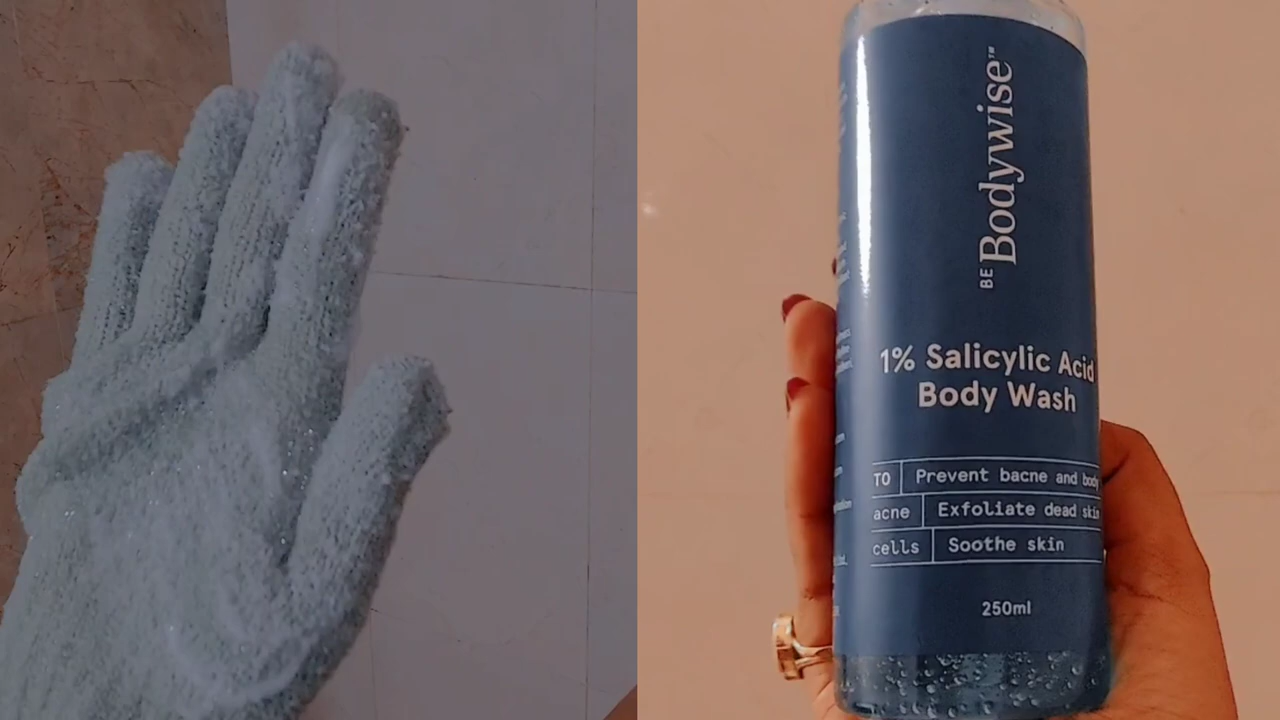 BE Bodywise™
1% Salicylic Acid
Body Wash
TO Prevent bacne and body
acne Exfoliate dead skin
cells Soothe skin
250ml